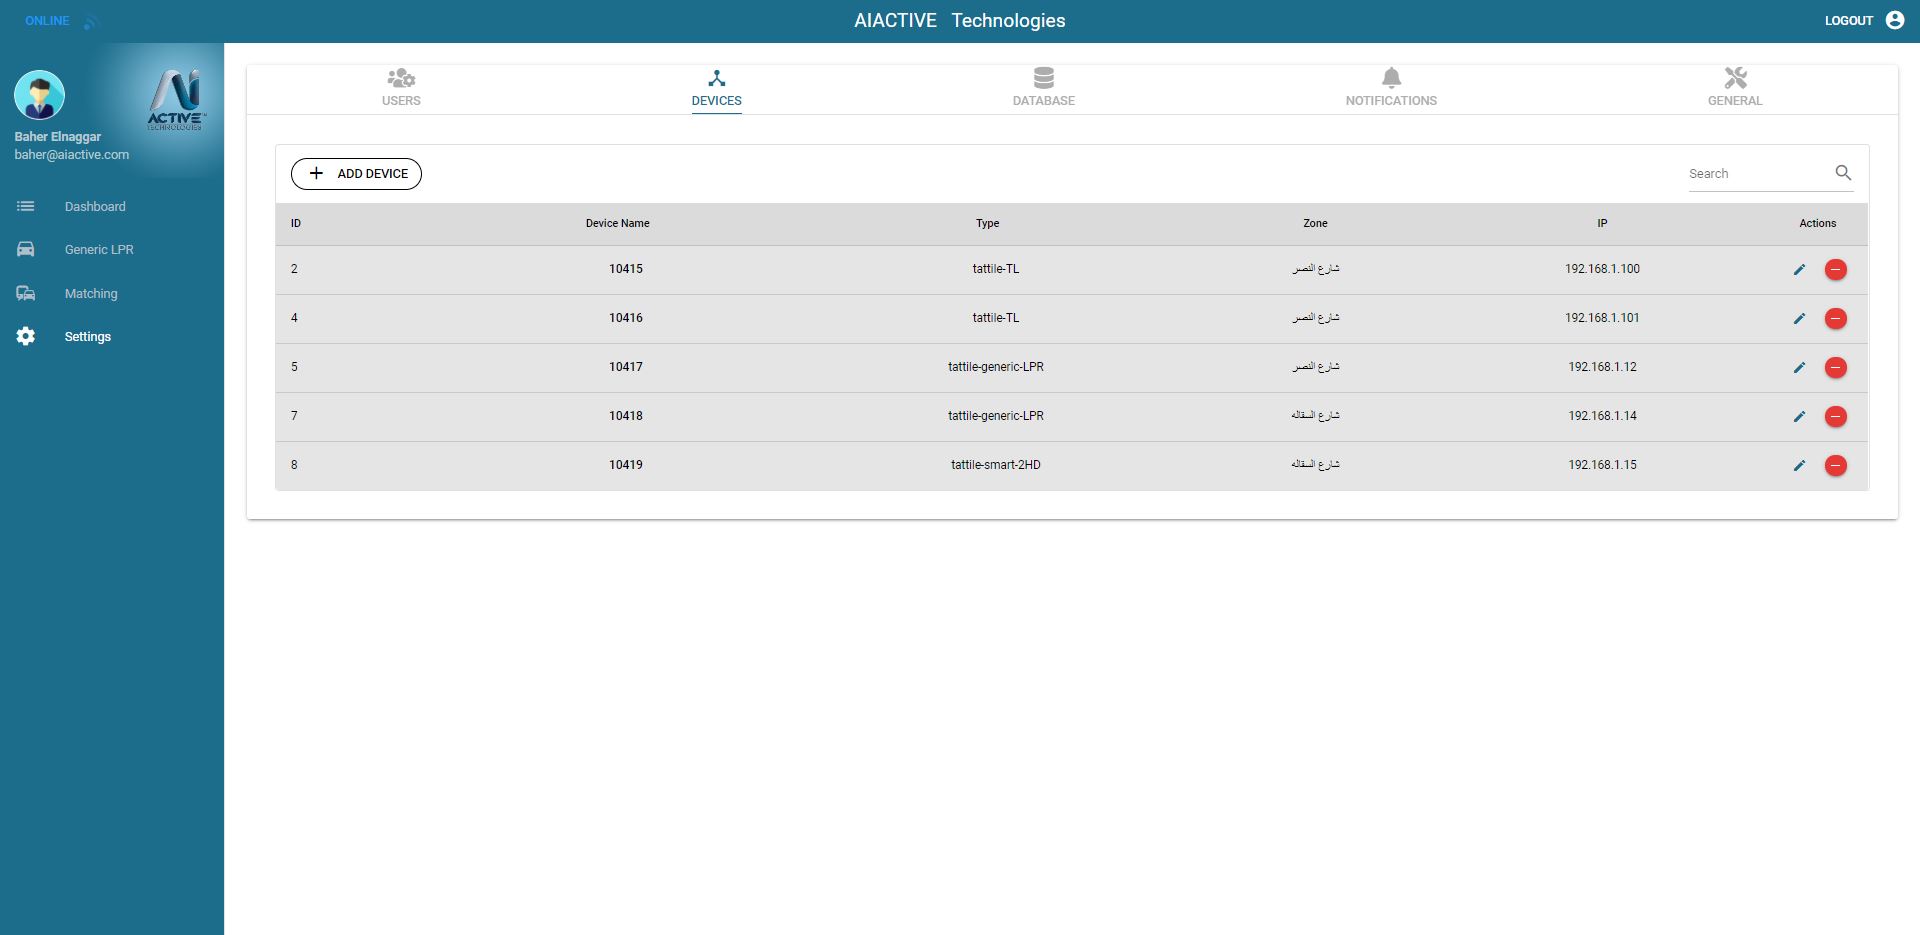 ONLINE
AIACTIVE Technologies
LOGOUT
ACTIVE
TECHNOLOGIES
Baher Elnaggar
baher@aiactive.com
Dashboard
Generic LPR
Matching
Settings
USERS DEVICES DATABASE NOTIFICATIONS GENERAL
ADD DEVICE
Search
ID Device Name Type Zone IP Actions
2 10415 tattile-TL شارع النصر 192.168.1.100
4 10416 tattile-TL شارع النصر 192.168.1.101
5 10417 tattile-generic-LPR شارع النصر 192.168.1.12
7 10418 tattile-generic-LPR شارع السقاله 192.168.1.14
8 10419 tattile-smart-2HD شارع السقاله 192.168.1.15